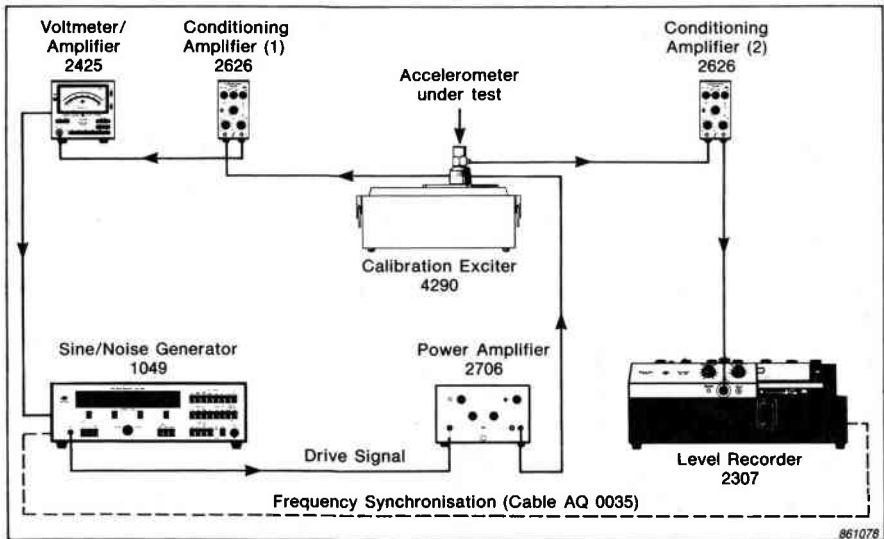 Voltmeter/
Amplifier
2425
Conditioning
Amplifier (1)
2626
Accelerometer
under test
Conditioning
Amplifier (2)
2626
Calibration Exciter
4290
Sine/Noise Generator
1049
Power Amplifier
2706
Drive Signal
Level Recorder
2307
Frequency Synchronisation (Cable AQ 0035)
861078